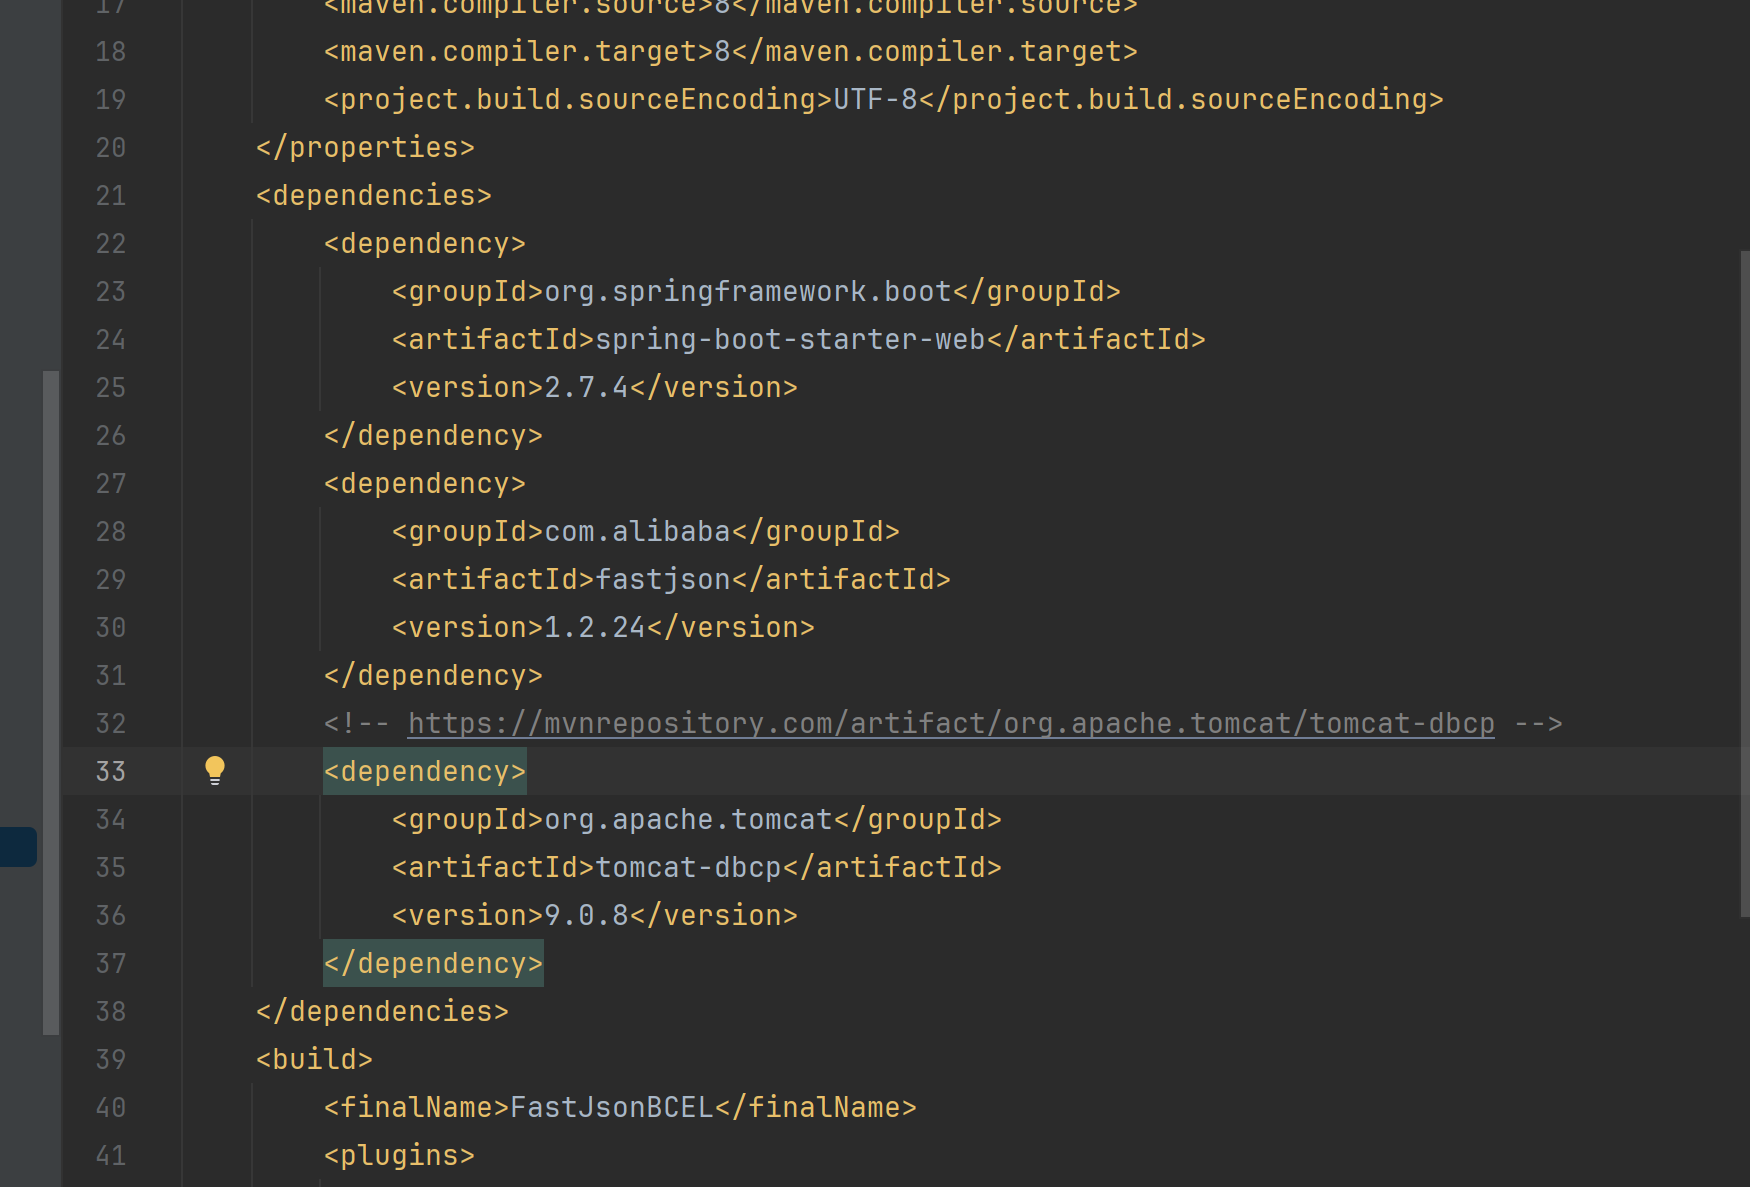 17 <maven.compiler.source>8</maven.compiler.source>
18 <maven.compiler.target>8</maven.compiler.target>
19 <project.build.sourceEncoding>UTF-8</project.build.sourceEncoding>
20 </properties>
21 <dependencies>
22 <dependency>
23 <groupId>org.springframework.boot</groupId>
24 <artifactId>spring-boot-starter-web</artifactId>
25 <version>2.7.4</version>
26 </dependency>
27 <dependency>
28 <groupId>com.alibaba</groupId>
29 <artifactId>fastjson</artifactId>
30 <version>1.2.24</version>
31 </dependency>
32 <!-- https://mvnrepository.com/artifact/org.apache.tomcat/tomcat-dbcp -->
33 <dependency>
34 <groupId>org.apache.tomcat</groupId>
35 <artifactId>tomcat-dbcp</artifactId>
36 <version>9.0.8</version>
37 </dependency>
38 </dependencies>
39 <build>
40 <finalName>FastJsonBCEL</finalName>
41 <plugins>